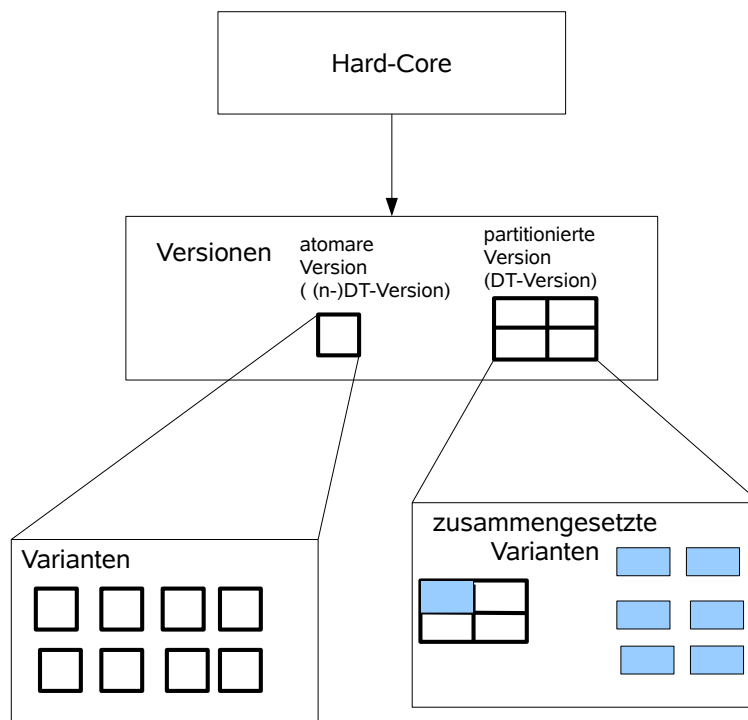 Hard-Core
Versionen
atomare
Version
( (n-)DT-Version)
partitionierte
Version
(DT-Version)
Varianten
zusammengesetzte
Varianten